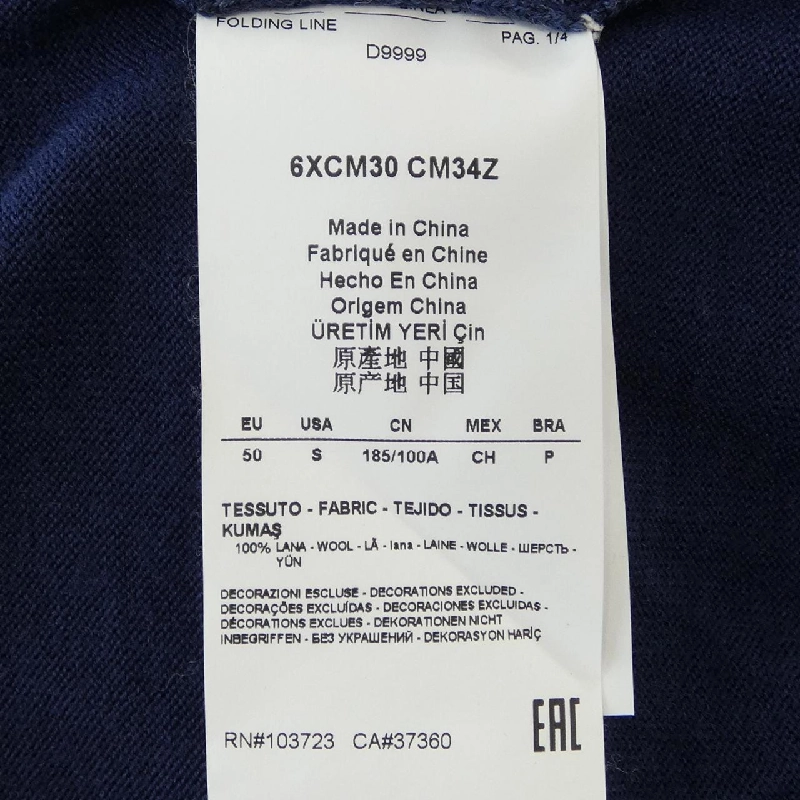 FOLDING LINE
PAG. 1/4
D9999
6XCM30 CM34Z
Made in China
Fabriqué en Chine
Hecho En China
Origem China
ÜRETİM YERİ Çin
原產地 中國
原产地 中国
EU USA CN MEX BRA
50 S 185/100A CH P
TESSUTO - FABRIC - TEJIDO - TISSUS -
KUMAŞ
100% LANA - WOOL - LÃ - lana - LAINE - WOLLE - ШЕРСТЬ -
YÜN
DECORAZIONI ESCLUSE - DECORATIONS EXCLUDED -
DECORAÇÕES EXCLUÍDAS - DECORACIONES EXCLUIDAS -
DÉCORATIONS EXCLUES - DEKORATIONEN NICHT
INBEGRIFFEN - БЕЗ УКРАШЕНИЙ - DEKORASYON HARİÇ
EAC
RN#103723 CA#37360